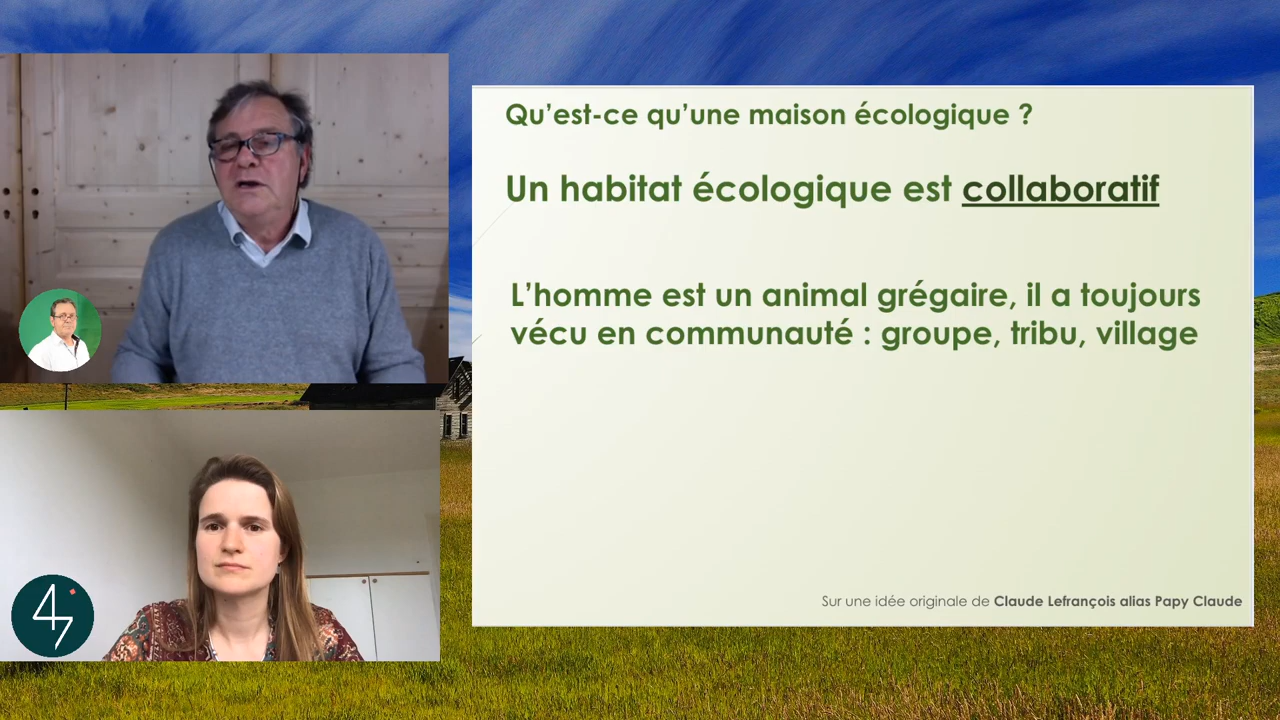 Qu’est-ce qu’une maison écologique ?
Un habitat écologique est collaboratif
L’homme est un animal grégaire, il a toujours
vécu en communauté : groupe, tribu, village
Sur une idée originale de Claude Lefrançois alias Papy Claude
47